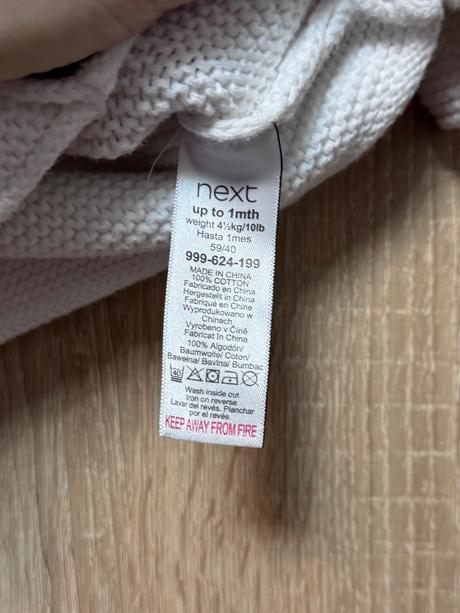 next
up to 1mth
weight 4½kg/10lb
Hasta 1mes
59/40
999-624-199
MADE IN CHINA
100% COTTON
Fabricado en China
Hergestellt in China
Fabriqué en Chine
Wyprodukowano w
Chinach
Vyrobeno v Číně
Fabricat în China
100% Algodón/
Baumwolle/ Coton/
Bawełna/ Bavlna/ Bumbac
40
Wash inside out
Iron on reverse
Lavar del revés. Planchar
por el revés.
KEEP AWAY FROM FIRE